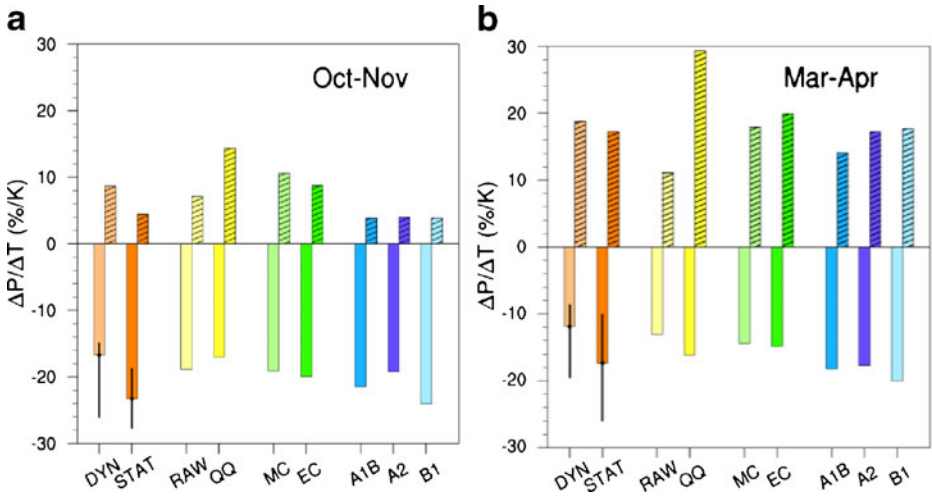 a
Oct-Nov
ΔP/ΔT (%/K)
30
20
10
0
-10
-20
-30
DYN STAT RAW QQ MC EC A1B A2 B1
b
Mar-Apr
ΔP/ΔT (%/K)
30
20
10
0
-10
-20
-30
DYN STAT RAW QQ MC EC A1B A2 B1